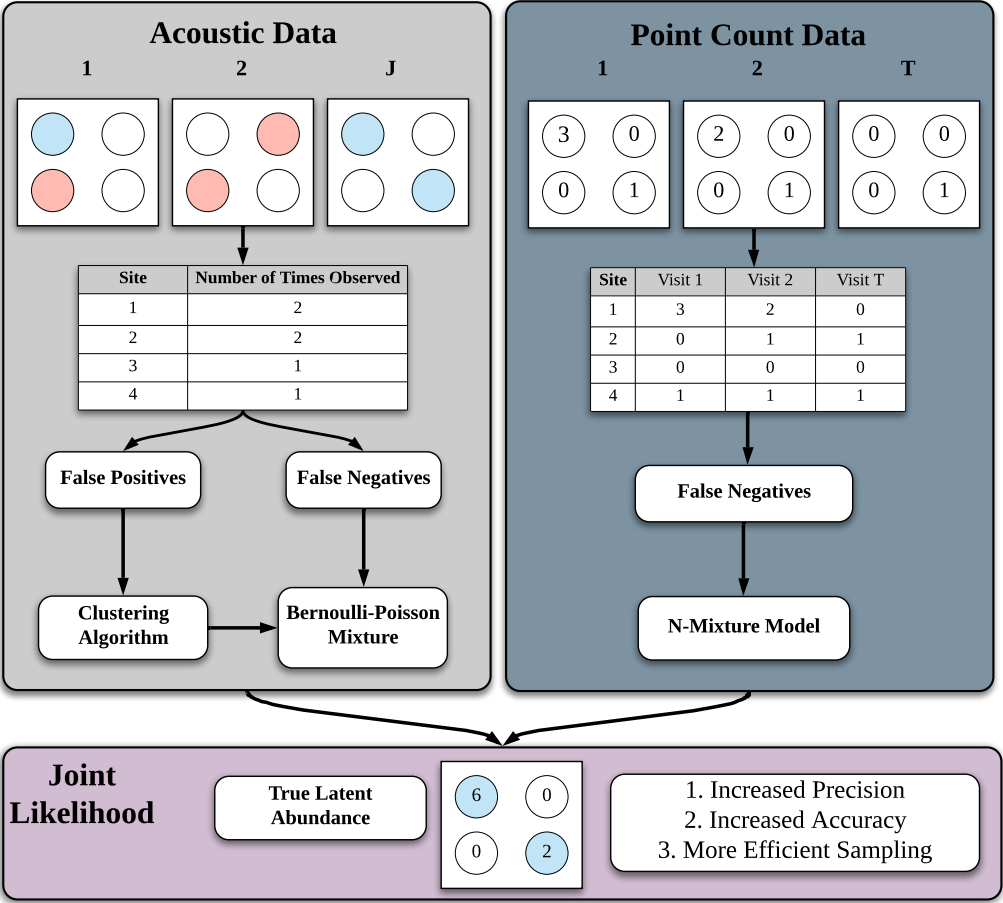 Acoustic Data
1 2 J
Site Number of Times Observed
1 2
2 2
3 1
4 1
False Positives
False Negatives
Clustering
Algorithm
Bernoulli-Poisson
Mixture
Point Count Data
1 2 T
3 0 2 0 0 0
0 1 0 1 0 1
Site Visit 1 Visit 2 Visit T
1 3 2 0
2 0 1 1
3 0 0 0
4 1 1 1
False Negatives
N-Mixture Model
Joint
Likelihood
True Latent
Abundance
6 0
0 2
1. Increased Precision
2. Increased Accuracy
3. More Efficient Sampling